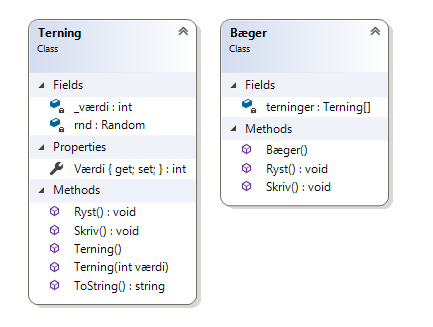 Terning
Class
Fields
_værdi : int
rnd : Random
Properties
Værdi { get; set; } : int
Methods
Ryst() : void
Skriv() : void
Terning()
Terning(int værdi)
ToString() : string
Bæger
Class
Fields
terninger : Terning[]
Methods
Bæger()
Ryst() : void
Skriv() : void